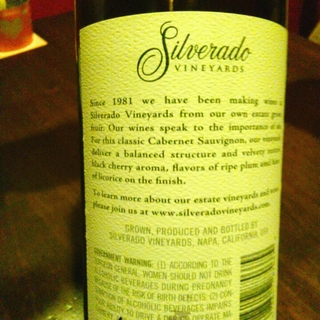 Silverado
VINEYARDS
Since 1981 we have been making wines
Silverado Vineyards from our own estate grown
fruit. Our wines speak to the importance of
For this classic Cabernet Sauvignon, our
deliver a balanced structure and velvety
black cherry aroma, flavors of ripe plum and
of licorice on the finish.
To learn more about our estate vineyards and wines
please join us at www.silveradovineyards.com.
GROWN, PRODUCED AND BOTTLED BY
SILVERADO VINEYARDS, NAPA, CALIFORNIA, USA
GOVERNMENT WARNING: (1) ACCORDING TO THE
SURGEON GENERAL, WOMEN SHOULD NOT DRINK
ALCOHOLIC BEVERAGES DURING PREGNANCY
BECAUSE OF THE RISK OF BIRTH DEFECTS. (2) CON-
SUMPTION OF ALCOHOLIC BEVERAGES IMPAIRS
ABILITY TO DRIVE A OR OPERATE MA-